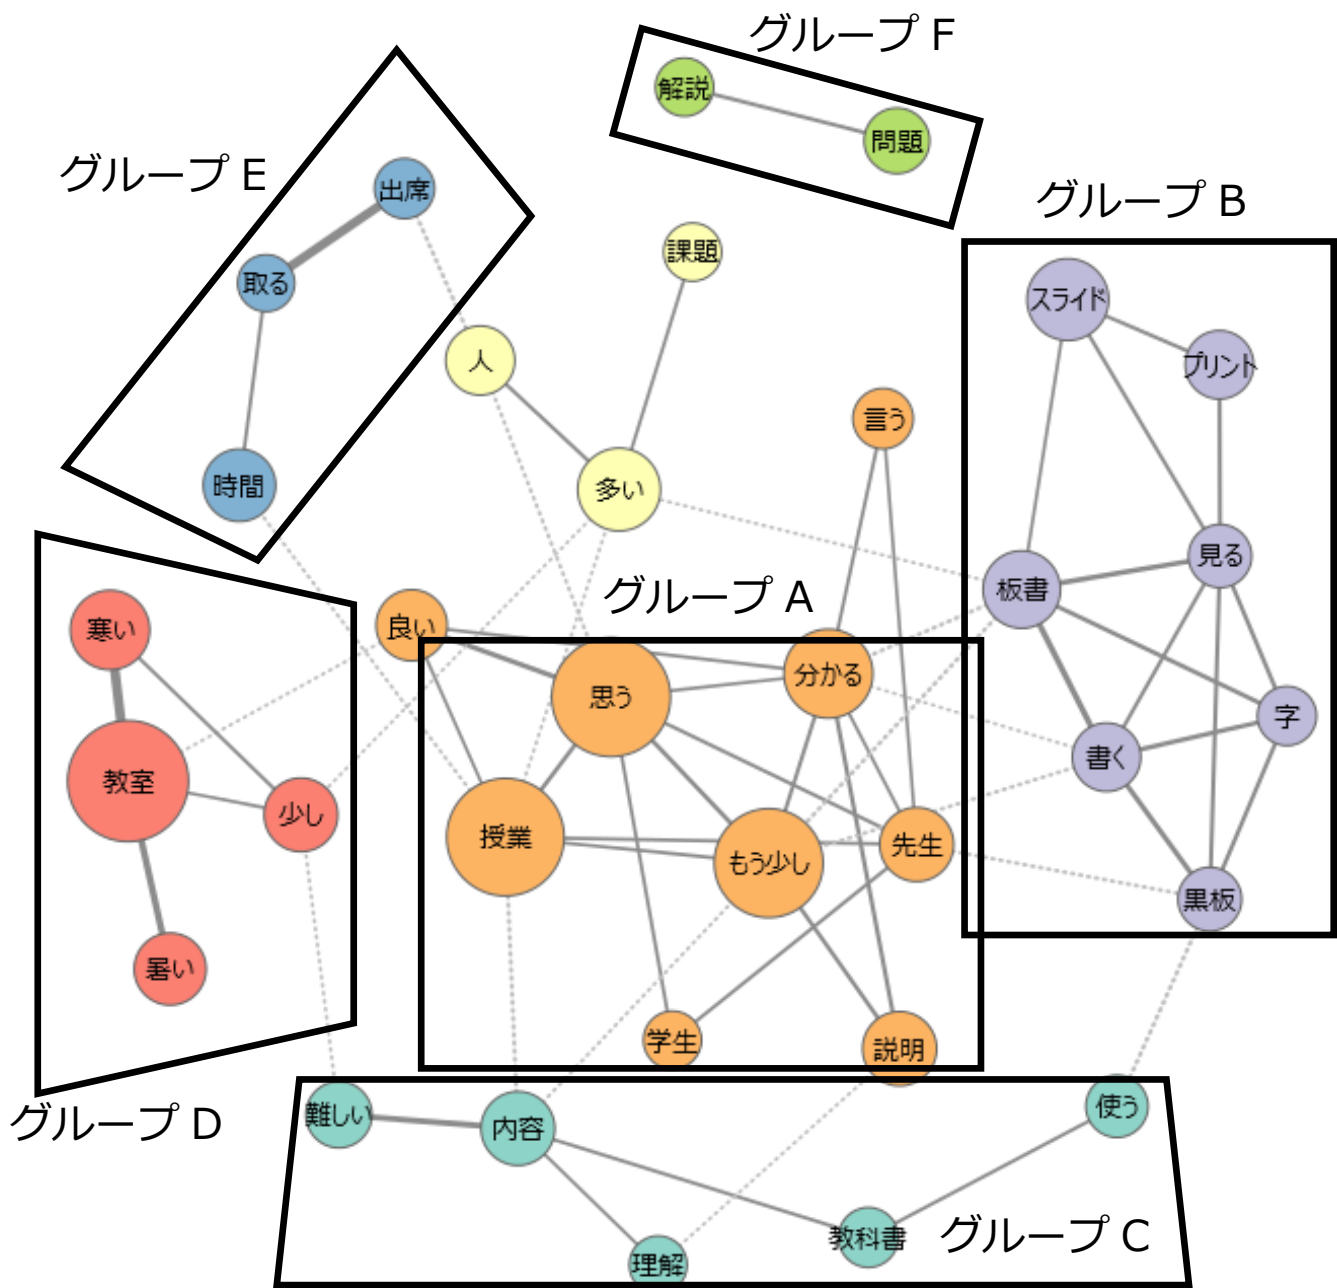 グループ F
解説
問題
グループ E
出席
グループ B
課題
取る
スライド
人
プリント
言う
時間
多い
見る
板書
グループ A
寒い
良い
思う
分かる
字
教室
書く
少し
授業
もう少し
先生
黒板
暑い
学生
説明
グループ D
難しい
内容
使う
教科書
グループ C
理解